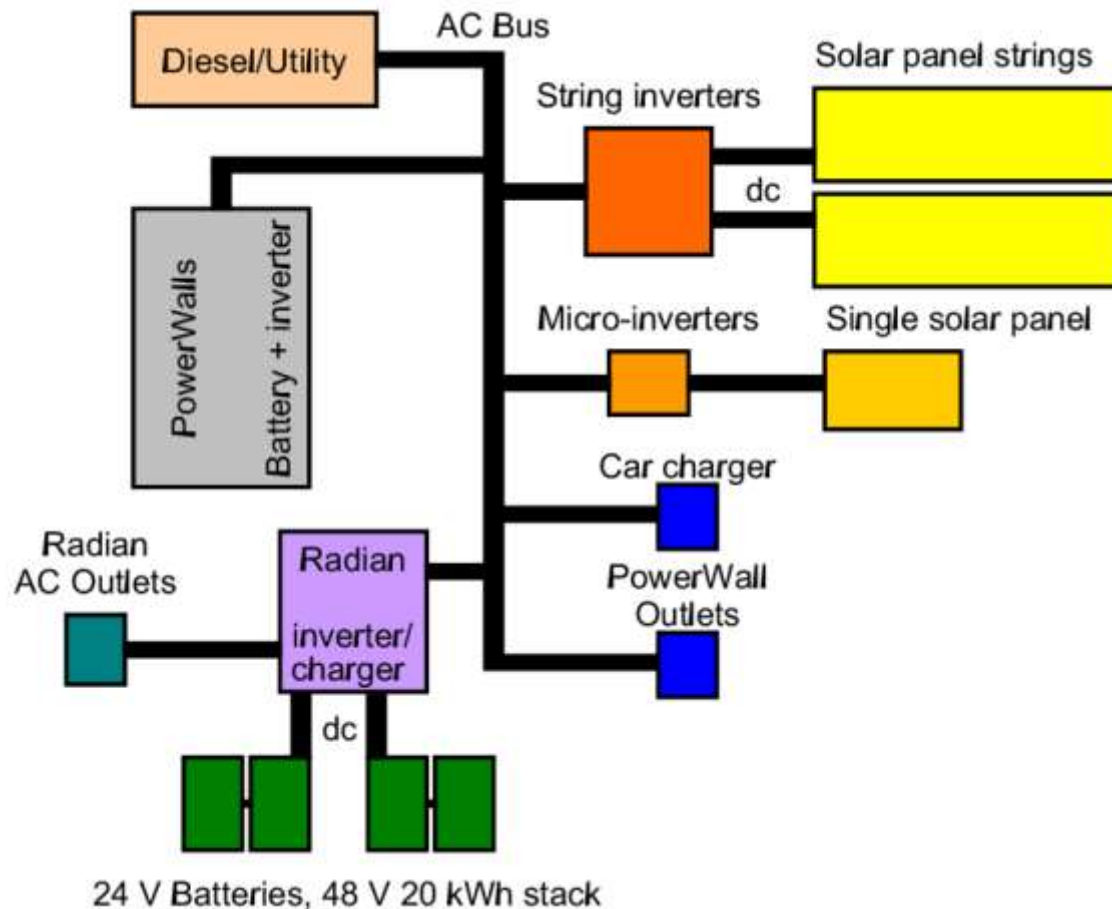 AC Bus
Diesel/Utility
Solar panel strings
String inverters
dc
PowerWalls
Battery + inverter
Micro-inverters
Single solar panel
Car charger
Radian
AC Outlets
Radian
inverter/
charger
PowerWall
Outlets
dc
24 V Batteries, 48 V 20 kWh stack